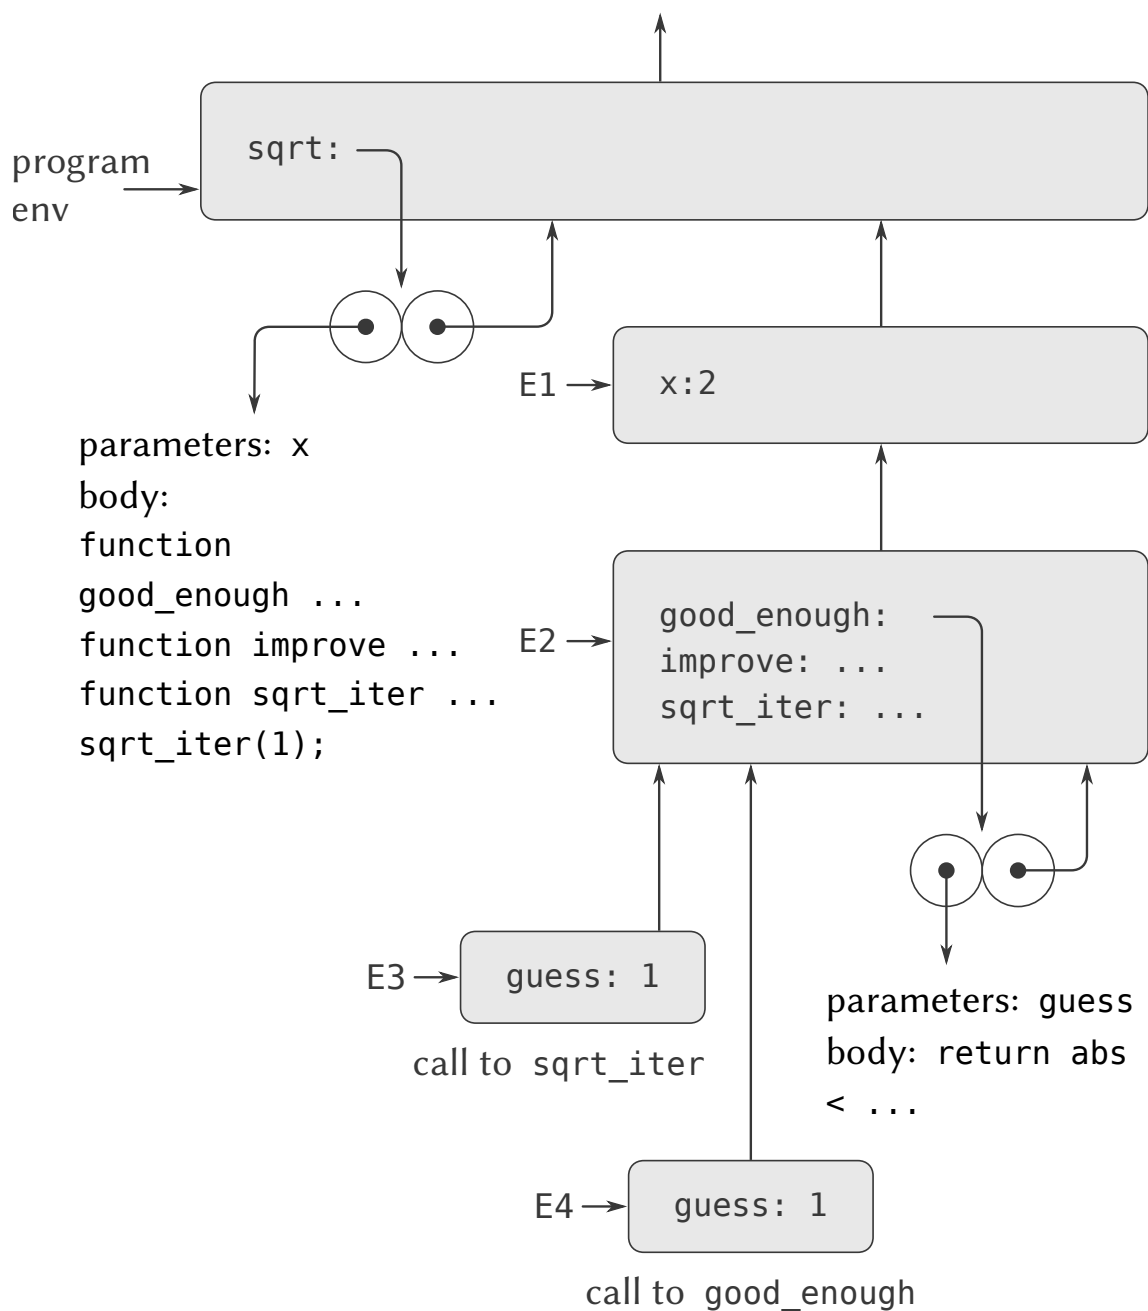 sqrt:
program
env
E1
x:2
parameters: x
body:
function
good_enough ...
function improve ...
function sqrt_iter ...
sqrt_iter(1);
E2
good_enough:
improve: ...
sqrt_iter: ...
E3
guess: 1
call to sqrt_iter
parameters: guess
body: return abs
< ...
E4
guess: 1
call to good_enough